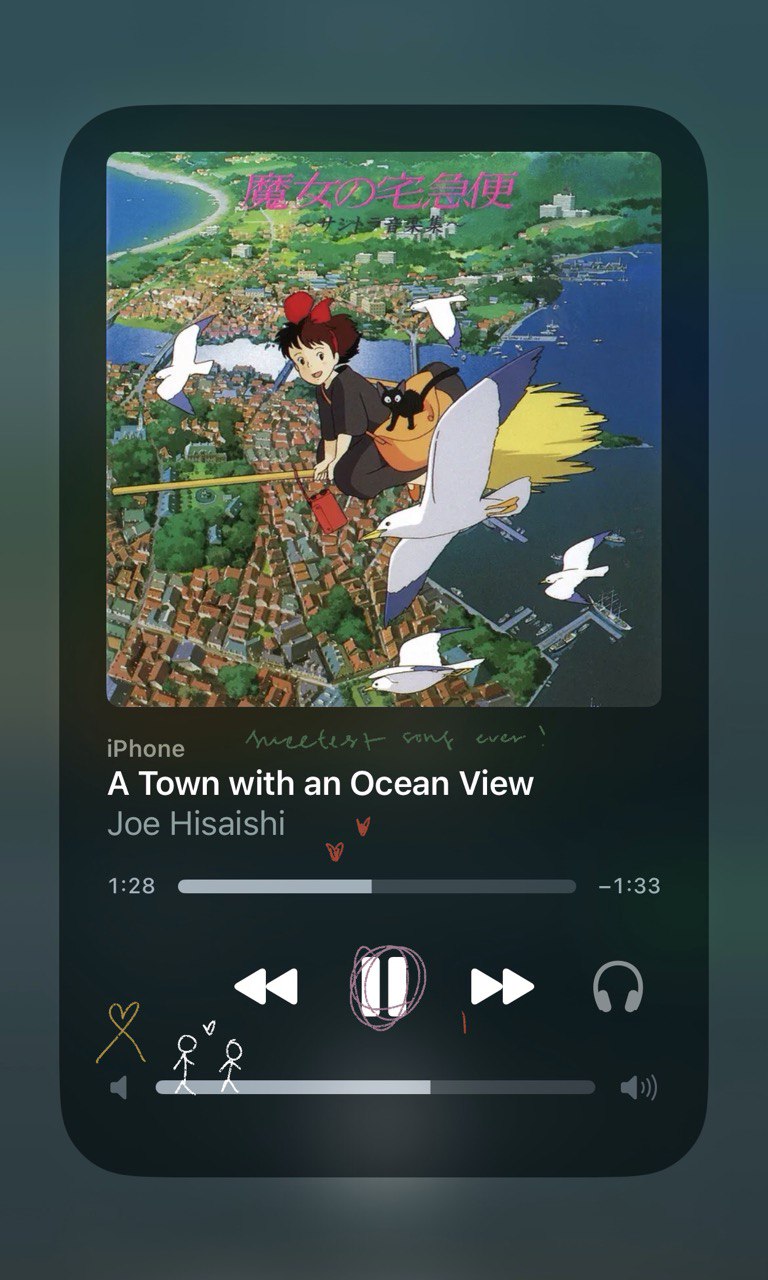 魔女の宅急便
サントラ音楽集
iPhone
sweetest song ever!
A Town with an Ocean View
Joe Hisaishi
1:28
−1:33